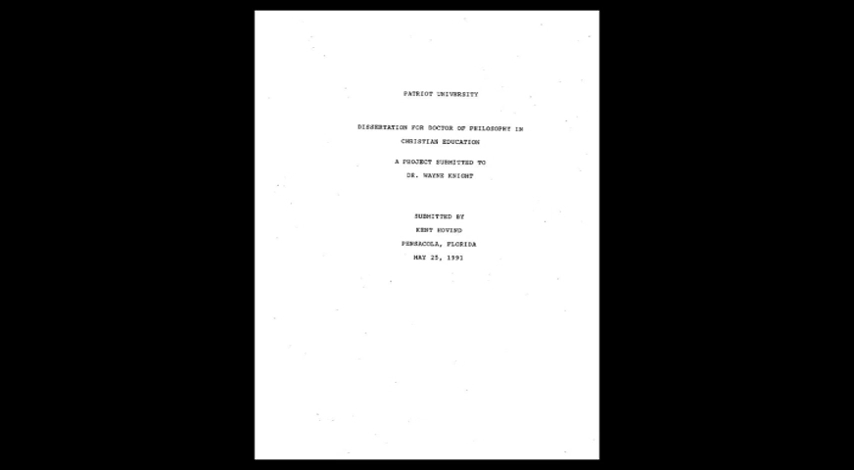 PATRIOT UNIVERSITY
DISSERTATION FOR DOCTOR OF PHILOSOPHY IN
CHRISTIAN EDUCATION
A PROJECT SUBMITTED TO
DR. WAYNE KNIGHT
SUBMITTED BY
KENT HOVIND
PENSACOLA, FLORIDA
MAY 25, 1991